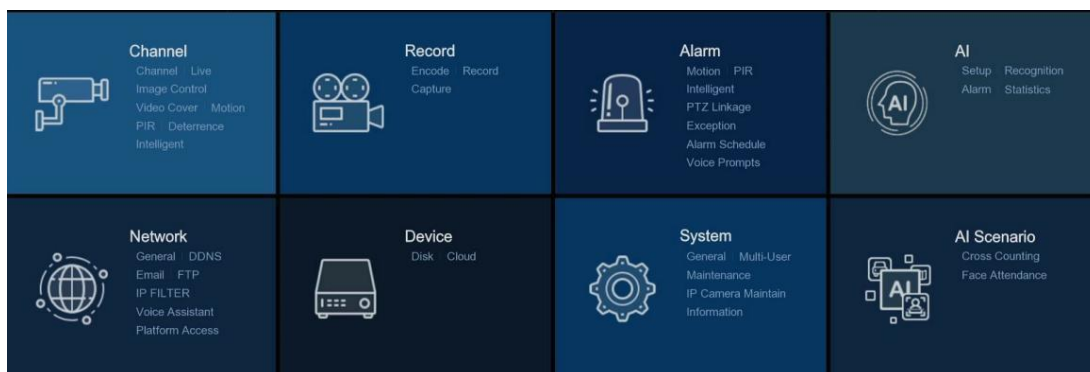 Channel
Channel Live
Image Control
Video Cover Motion
PIR Deterrence
Intelligent
Record
Encode Record
Capture
Alarm
Motion PIR
Intelligent
PTZ Linkage
Exception
Alarm Schedule
Voice Prompts
AI
AI
Setup Recognition
Alarm Statistics
Network
General DDNS
Email FTP
IP FILTER
Voice Assistant
Platform Access
Device
Disk Cloud
System
General Multi-User
Maintenance
IP Camera Maintain
Information
AI
AI Scenario
Cross Counting
Face Attendance